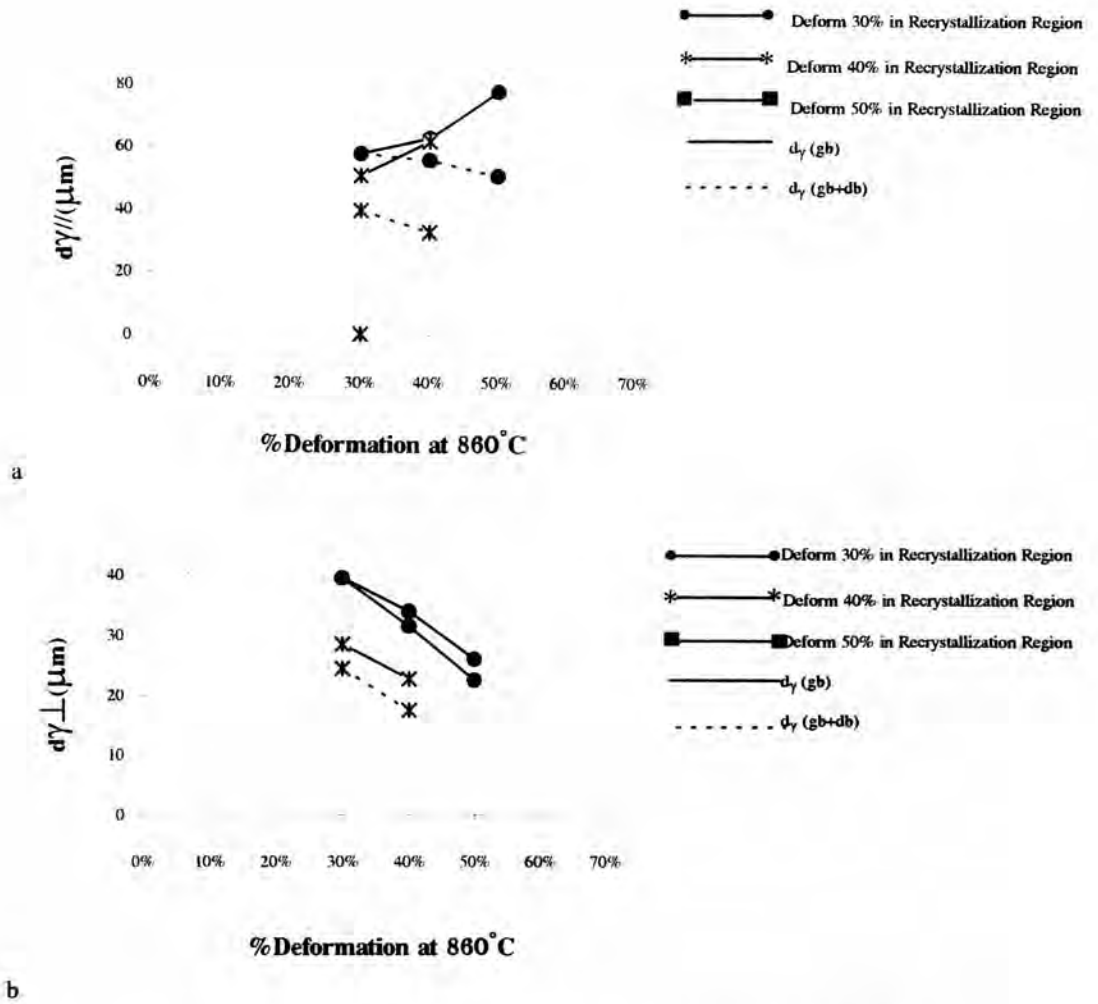 Deform 30% in Recrystallization Region
Deform 40% in Recrystallization Region
Deform 50% in Recrystallization Region
dγ (gb)
dγ (gb+db)
80
60
40
20
0
dγ//(μm)
0% 10% 20% 30% 40% 50% 60% 70%
%Deformation at 860°C
a
Deform 30% in Recrystallization Region
Deform 40% in Recrystallization Region
Deform 50% in Recrystallization Region
dγ (gb)
dγ (gb+db)
40
30
20
10
0
dγ⊥(μm)
0% 10% 20% 30% 40% 50% 60% 70%
%Deformation at 860°C
b